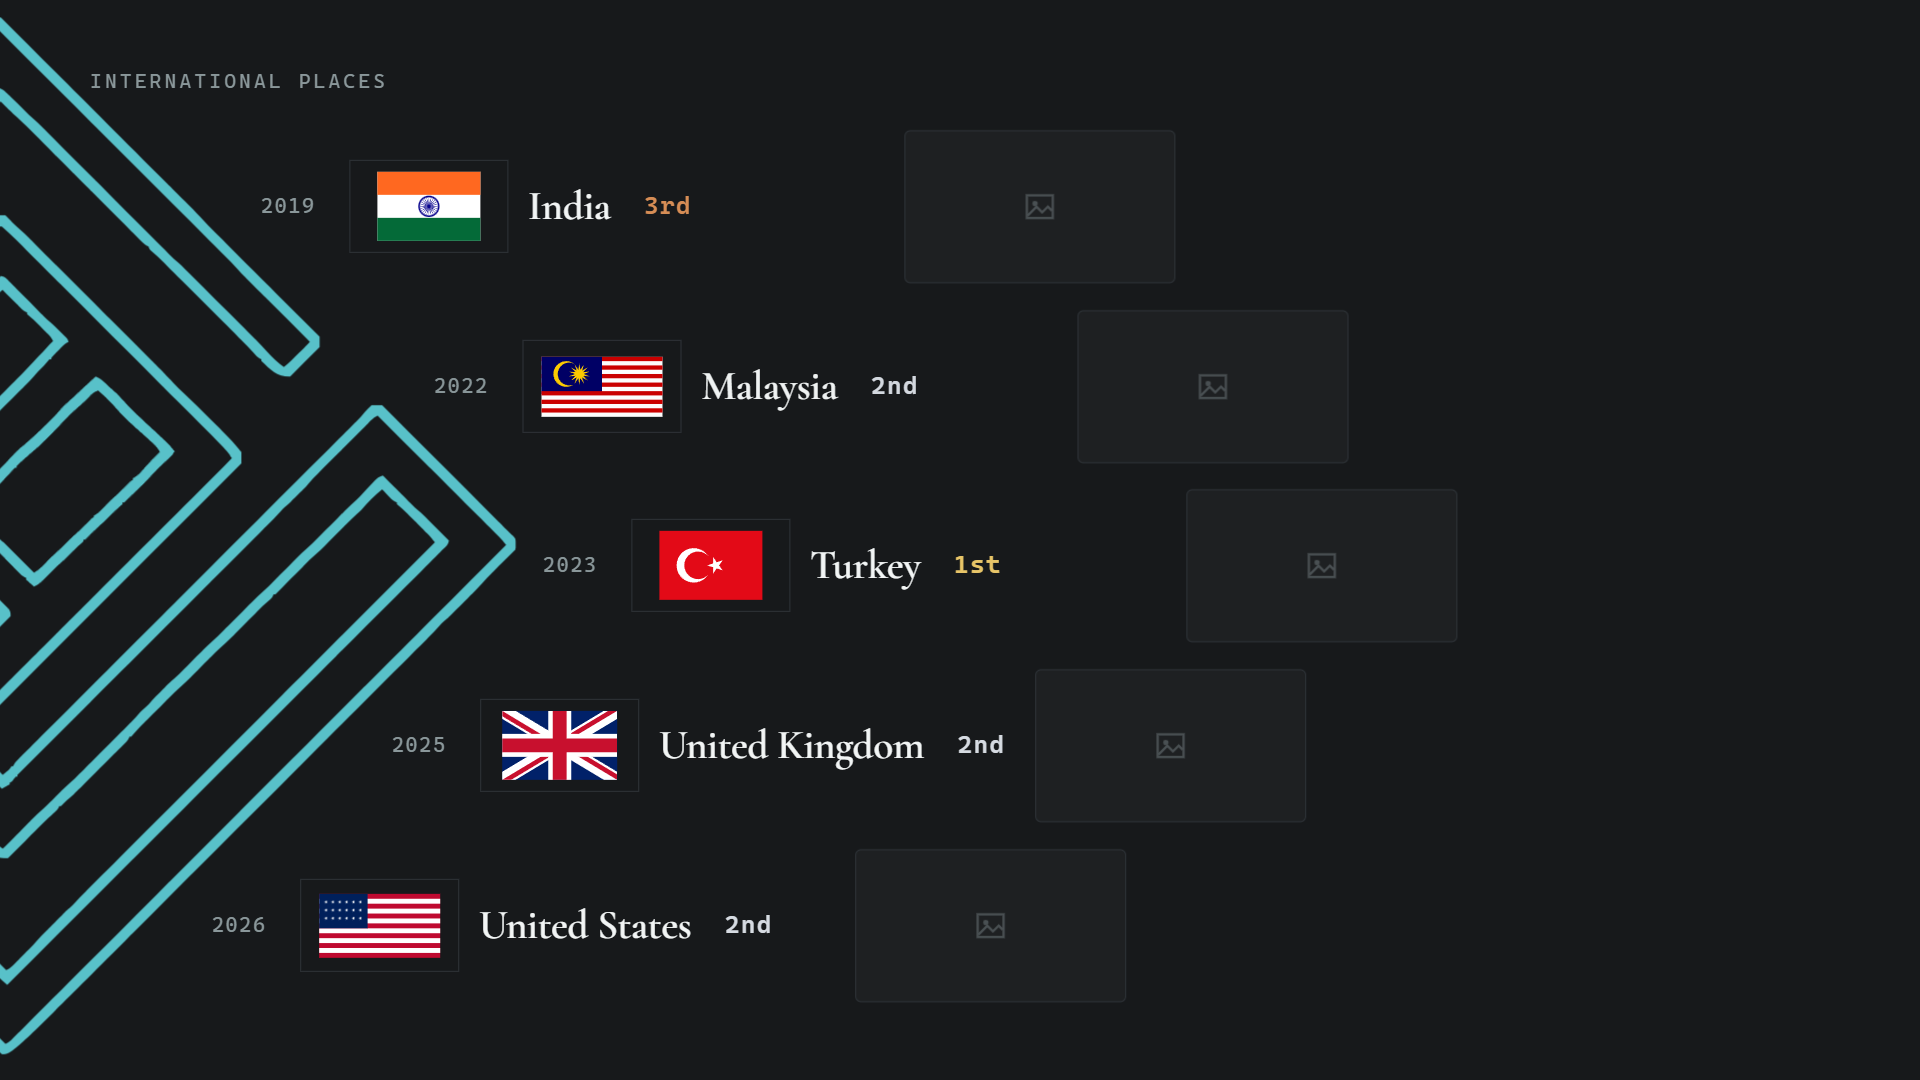 INTERNATIONAL PLACES
2019 India 3rd
2022 Malaysia 2nd
2023 Turkey 1st
2025 United Kingdom 2nd
2026 United States 2nd